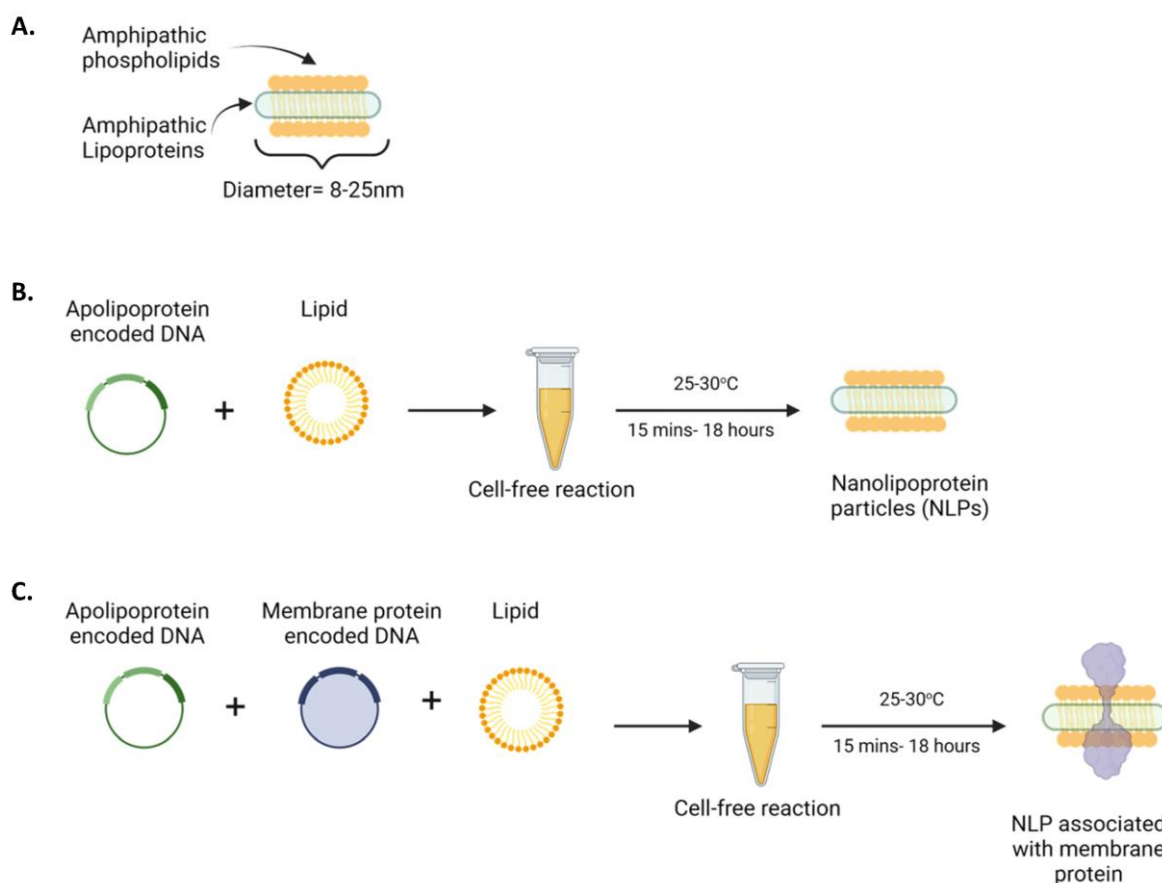 A.
Amphipathic
phospholipids
Amphipathic
Lipoproteins
Diameter= 8-25nm
B.
Apolipoprotein
encoded DNA
Lipid
+
25-30°C
15 mins- 18 hours
Cell-free reaction
Nanolipoprotein
particles (NLPs)
C.
Apolipoprotein
encoded DNA
Membrane protein
encoded DNA
Lipid
+
+
25-30°C
15 mins- 18 hours
Cell-free reaction
NLP associated
with membrane
protein